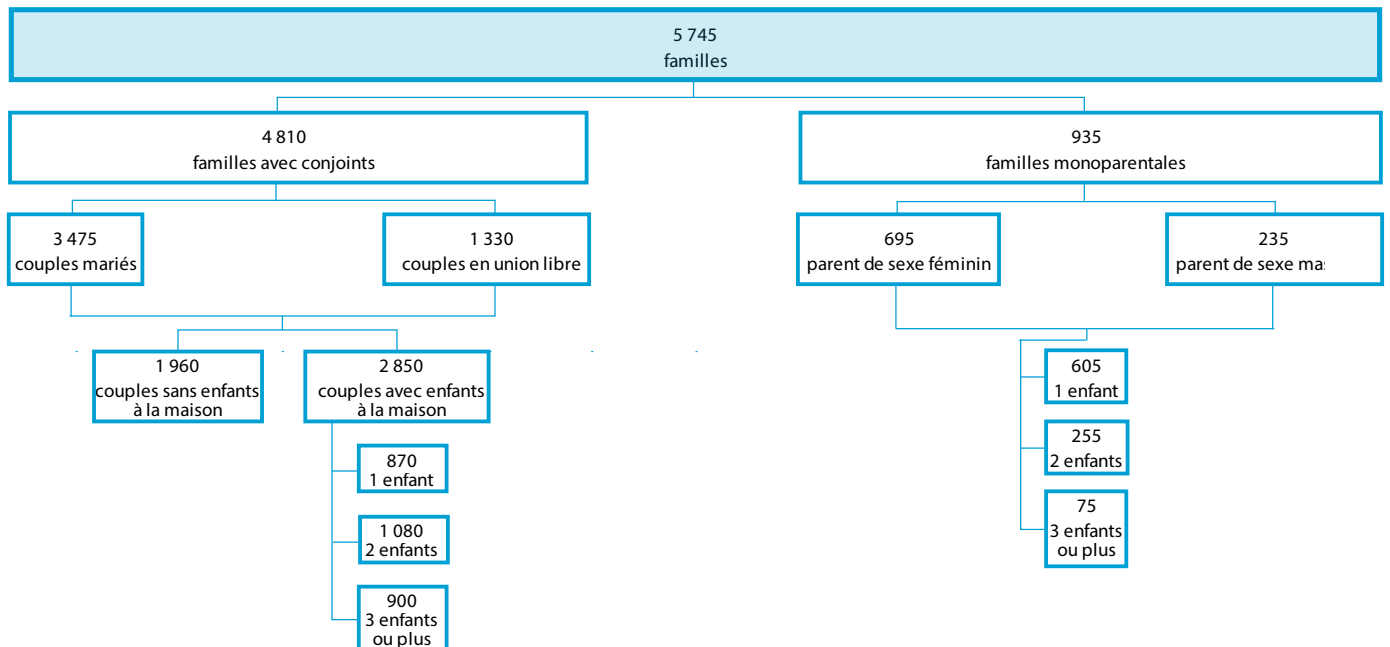 5 745
familles
4 810
familles avec conjoints
935
familles monoparentales
3 475
couples mariés
1 330
couples en union libre
695
parent de sexe féminin
235
parent de sexe
1 960
couples sans enfants
à la maison
2 850
couples avec enfants
à la maison
870
1 enfant
1 080
2 enfants
900
3 enfants
ou plus
605
1 enfant
255
2 enfants
75
3 enfants
ou plus